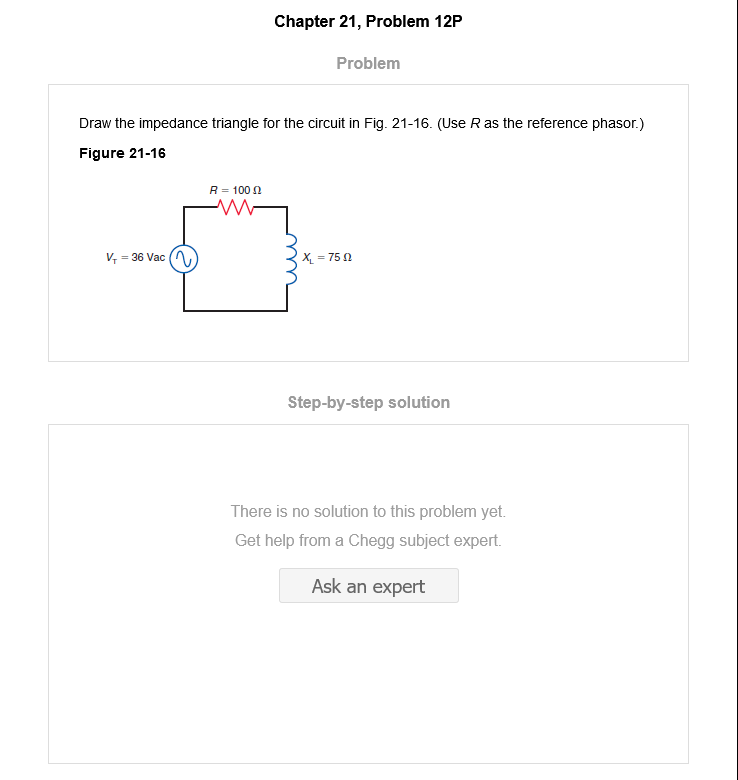 Chapter 21, Problem 12P
Problem
Draw the impedance triangle for the circuit in Fig. 21-16. (Use R as the reference phasor.)
Figure 21-16
R = 100 Ω
V_T = 36 Vac
X_L = 75 Ω
Step-by-step solution
There is no solution to this problem yet.
Get help from a Chegg subject expert.
Ask an expert